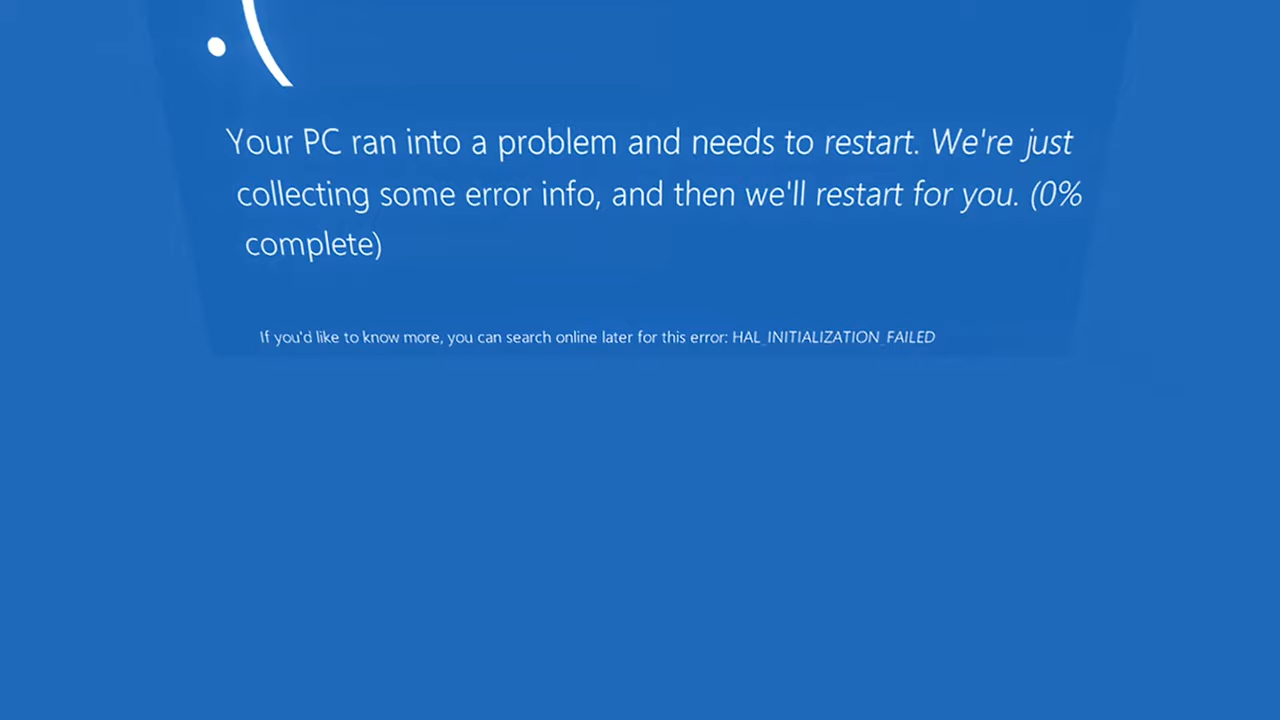 :(
Your PC ran into a problem and needs to restart. We're just
collecting some error info, and then we'll restart for you. (0%
complete)
If you'd like to know more, you can search online later for this error: HAL_INITIALIZATION_FAILED